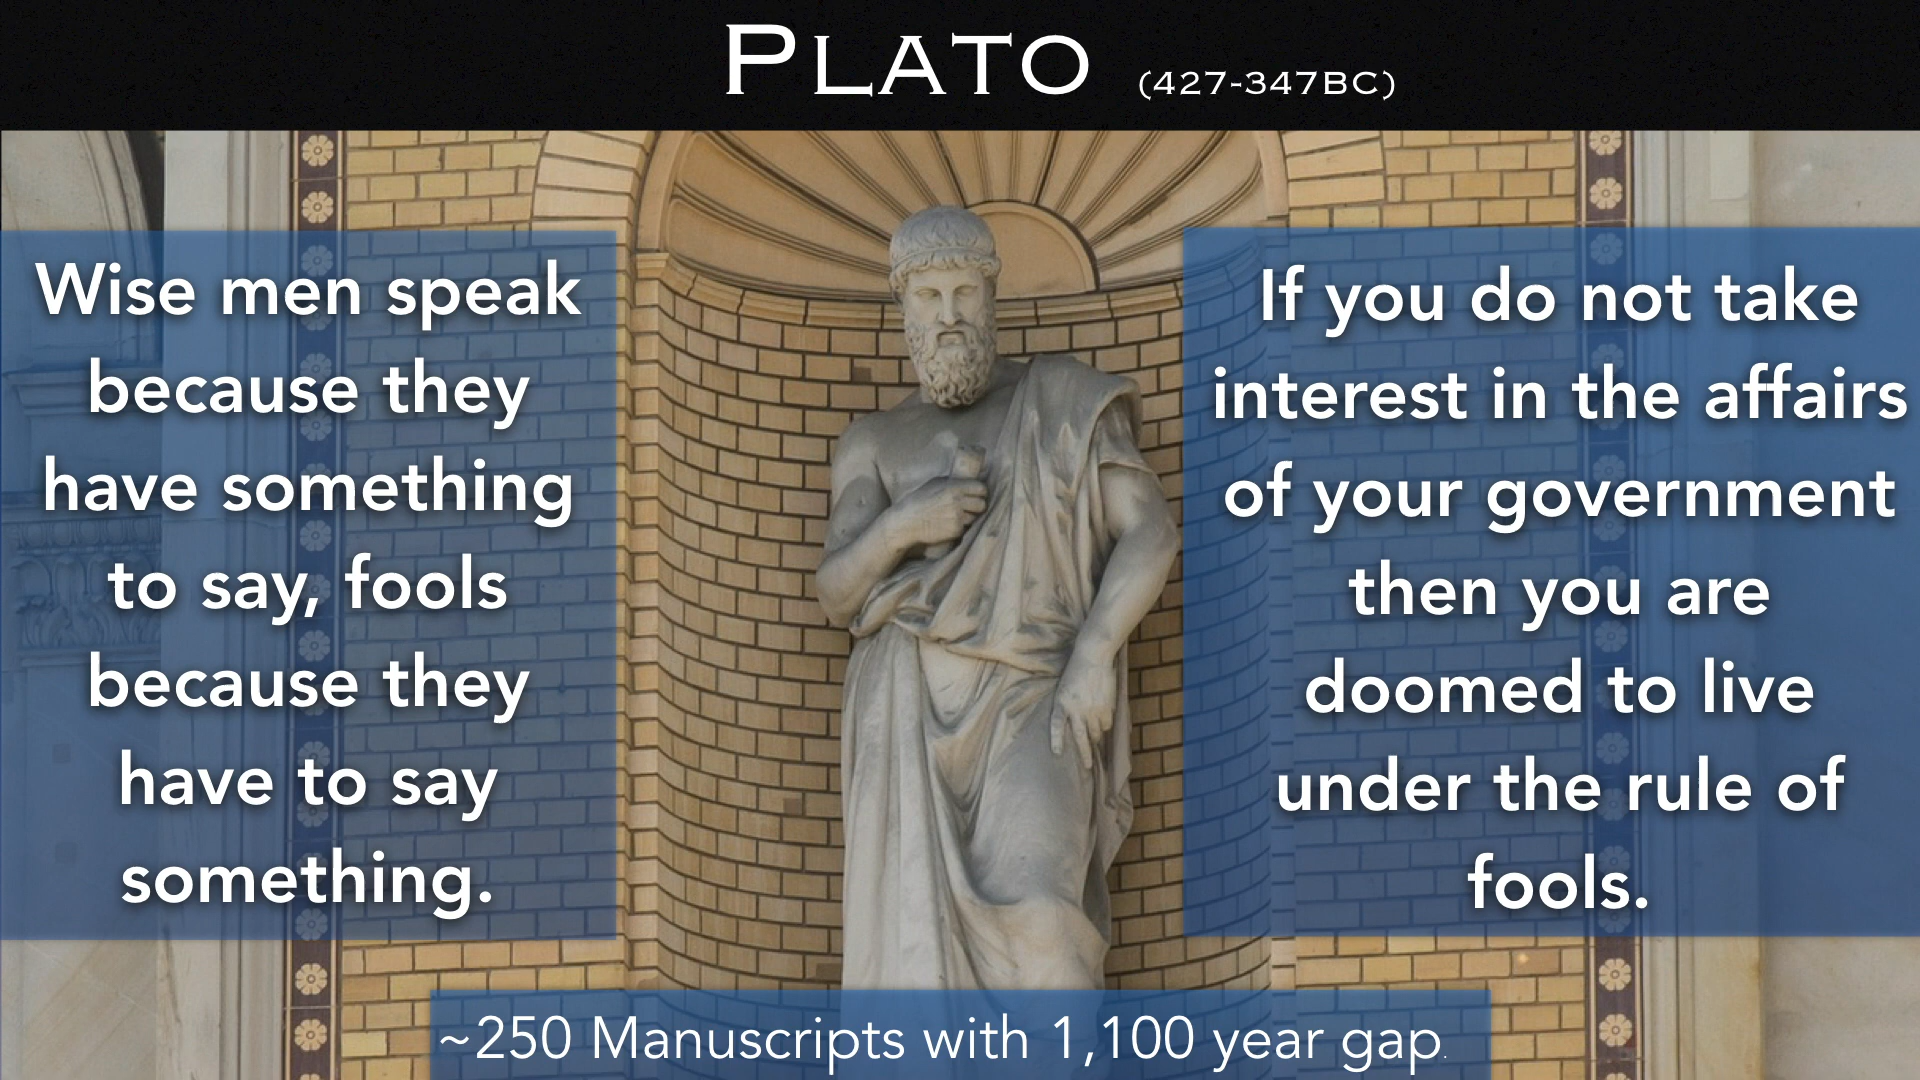 PLATO (427-347BC)
Wise men speak
because they
have something
to say, fools
because they
have to say
something.
If you do not take
interest in the affairs
of your government
then you are
doomed to live
under the rule of
fools.
~250 Manuscripts with 1,100 year gap.